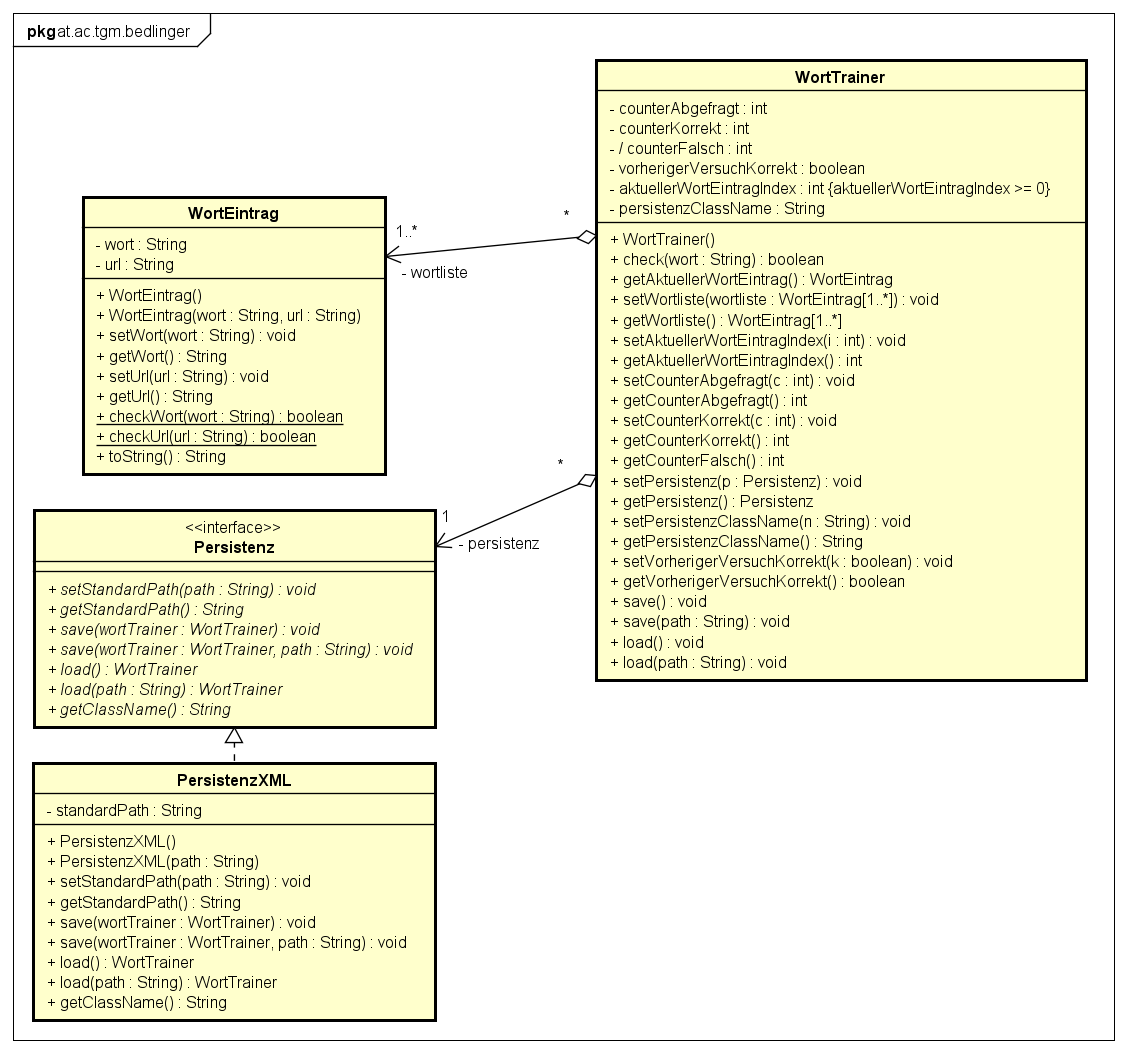 pkg at.ac.tgm.bedlinger
WortTrainer
- counterAbgefragt : int
- counterKorrekt : int
- / counterFalsch : int
- vorherigerVersuchKorrekt : boolean
- aktuellerWortEintragIndex : int {aktuellerWortEintragIndex >= 0}
- persistenzClassName : String
+ WortTrainer()
+ check(wort : String) : boolean
+ getAktuellerWortEintrag() : WortEintrag
+ setWortliste(wortliste : WortEintrag[1..*]) : void
+ getWortliste() : WortEintrag[1..*]
+ setAktuellerWortEintragIndex(i : int) : void
+ getAktuellerWortEintragIndex() : int
+ setCounterAbgefragt(c : int) : void
+ getCounterAbgefragt() : int
+ setCounterKorrekt(c : int) : void
+ getCounterKorrekt() : int
+ getCounterFalsch() : int
+ setPersistenz(p : Persistenz) : void
+ getPersistenz() : Persistenz
+ setPersistenzClassName(n : String) : void
+ getPersistenzClassName() : String
+ setVorherigerVersuchKorrekt(k : boolean) : void
+ getVorherigerVersuchKorrekt() : boolean
+ save() : void
+ save(path : String) : void
+ load() : void
+ load(path : String) : void
*
1..*
- wortliste
WortEintrag
- wort : String
- url : String
+ WortEintrag()
+ WortEintrag(wort : String, url : String)
+ setWort(wort : String) : void
+ getWort() : String
+ setUrl(url : String) : void
+ getUrl() : String
+ checkWort(wort : String) : boolean
+ checkUrl(url : String) : boolean
+ toString() : String
*
1
- persistenz
<<interface>>
Persistenz
+ setStandardPath(path : String) : void
+ getStandardPath() : String
+ save(wortTrainer : WortTrainer) : void
+ save(wortTrainer : WortTrainer, path : String) : void
+ load() : WortTrainer
+ load(path : String) : WortTrainer
+ getClassName() : String
PersistenzXML
- standardPath : String
+ PersistenzXML()
+ PersistenzXML(path : String)
+ setStandardPath(path : String) : void
+ getStandardPath() : String
+ save(wortTrainer : WortTrainer) : void
+ save(wortTrainer : WortTrainer, path : String) : void
+ load() : WortTrainer
+ load(path : String) : WortTrainer
+ getClassName() : String